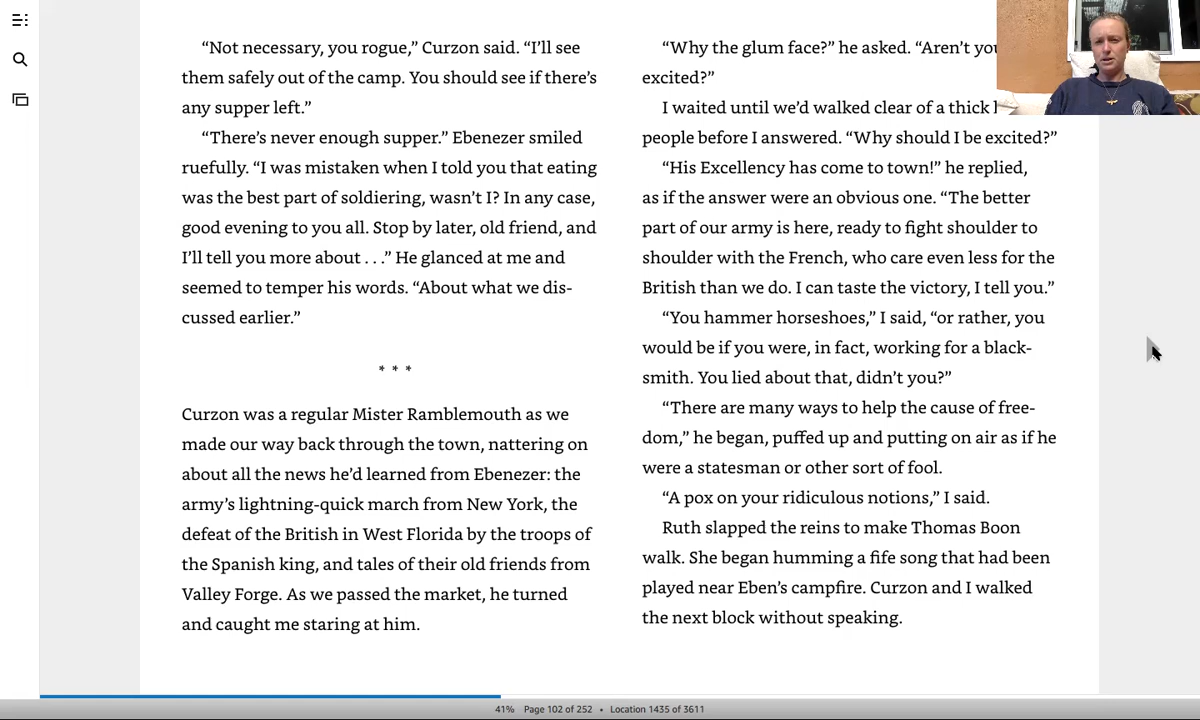 “Not necessary, you rogue,” Curzon said. “I’ll see
them safely out of the camp. You should see if there’s
any supper left.”
“There’s never enough supper.” Ebenezer smiled
ruefully. “I was mistaken when I told you that eating
was the best part of soldiering, wasn’t I? In any case,
good evening to you all. Stop by later, old friend, and
I’ll tell you more about . . .” He glanced at me and
seemed to temper his words. “About what we dis-
cussed earlier.”
* * *
Curzon was a regular Mister Ramblemouth as we
made our way back through the town, nattering on
about all the news he’d learned from Ebenezer: the
army’s lightning-quick march from New York, the
defeat of the British in West Florida by the troops of
the Spanish king, and tales of their old friends from
Valley Forge. As we passed the market, he turned
and caught me staring at him.
“Why the glum face?” he asked. “Aren’t
excited?”
I waited until we’d walked clear of a thick
people before I answered. “Why should I be excited?”
“His Excellency has come to town!” he replied,
as if the answer were an obvious one. “The better
part of our army is here, ready to fight shoulder to
shoulder with the French, who care even less for the
British than we do. I can taste the victory, I tell you.”
“You hammer horseshoes,” I said, “or rather, you
would be if you were, in fact, working for a black-
smith. You lied about that, didn’t you?”
“There are many ways to help the cause of free-
dom,” he began, puffed up and putting on air as if he
were a statesman or other sort of fool.
“A pox on your ridiculous notions,” I said.
Ruth slapped the reins to make Thomas Boon
walk. She began humming a fife song that had been
played near Eben’s campfire. Curzon and I walked
the next block without speaking.
41% Page 102 of 252 • Location 1435 of 3611